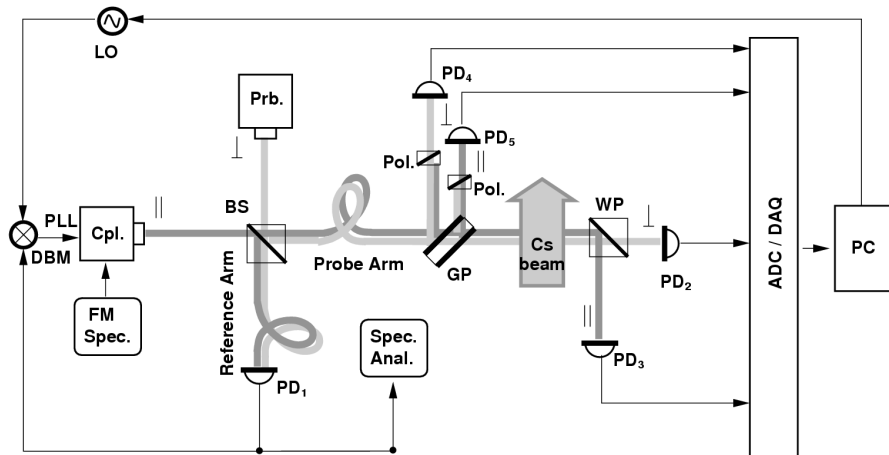 LO
PD₄
Prb.
⊥
⊥
PD₅
Pol.
||
Pol.
||
BS
WP
⊥
PLL
Cpl.
DBM
Probe Arm
GP
Cs
beam
PD₂
ADC / DAQ
PC
FM
Spec.
Reference Arm
Spec.
Anal.
||
PD₃
PD₁